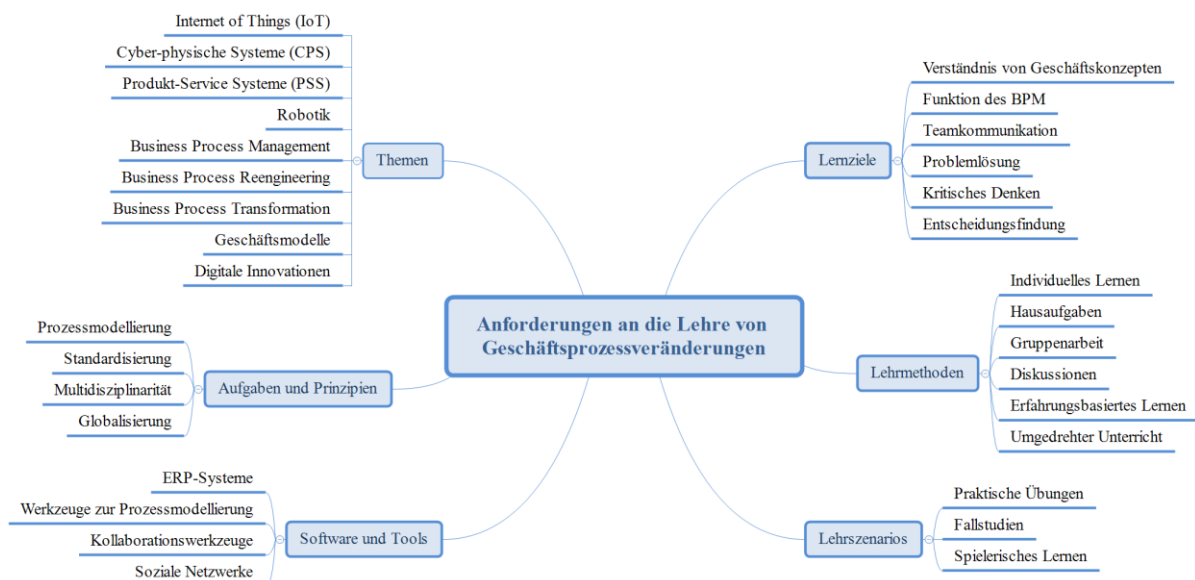 Internet of Things (IoT)
Cyber-physische Systeme (CPS)
Produkt-Service Systeme (PSS)
Robotik
Business Process Management
Business Process Reengineering
Business Process Transformation
Geschäftsmodelle
Digitale Innovationen
Themen
Prozessmodellierung
Standardisierung
Multidisziplinarität
Globalisierung
Aufgaben und Prinzipien
ERP-Systeme
Werkzeuge zur Prozessmodellierung
Kollaborationswerkzeuge
Soziale Netzwerke
Software und Tools
Anforderungen an die Lehre von
Geschäftsprozessveränderungen
Lernziele
Verständnis von Geschäftskonzepten
Funktion des BPM
Teamkommunikation
Problemlösung
Kritisches Denken
Entscheidungsfindung
Lehrmethoden
Individuelles Lernen
Hausaufgaben
Gruppenarbeit
Diskussionen
Erfahrungsbasiertes Lernen
Umgedrehter Unterricht
Lehrszenarios
Praktische Übungen
Fallstudien
Spielerisches Lernen